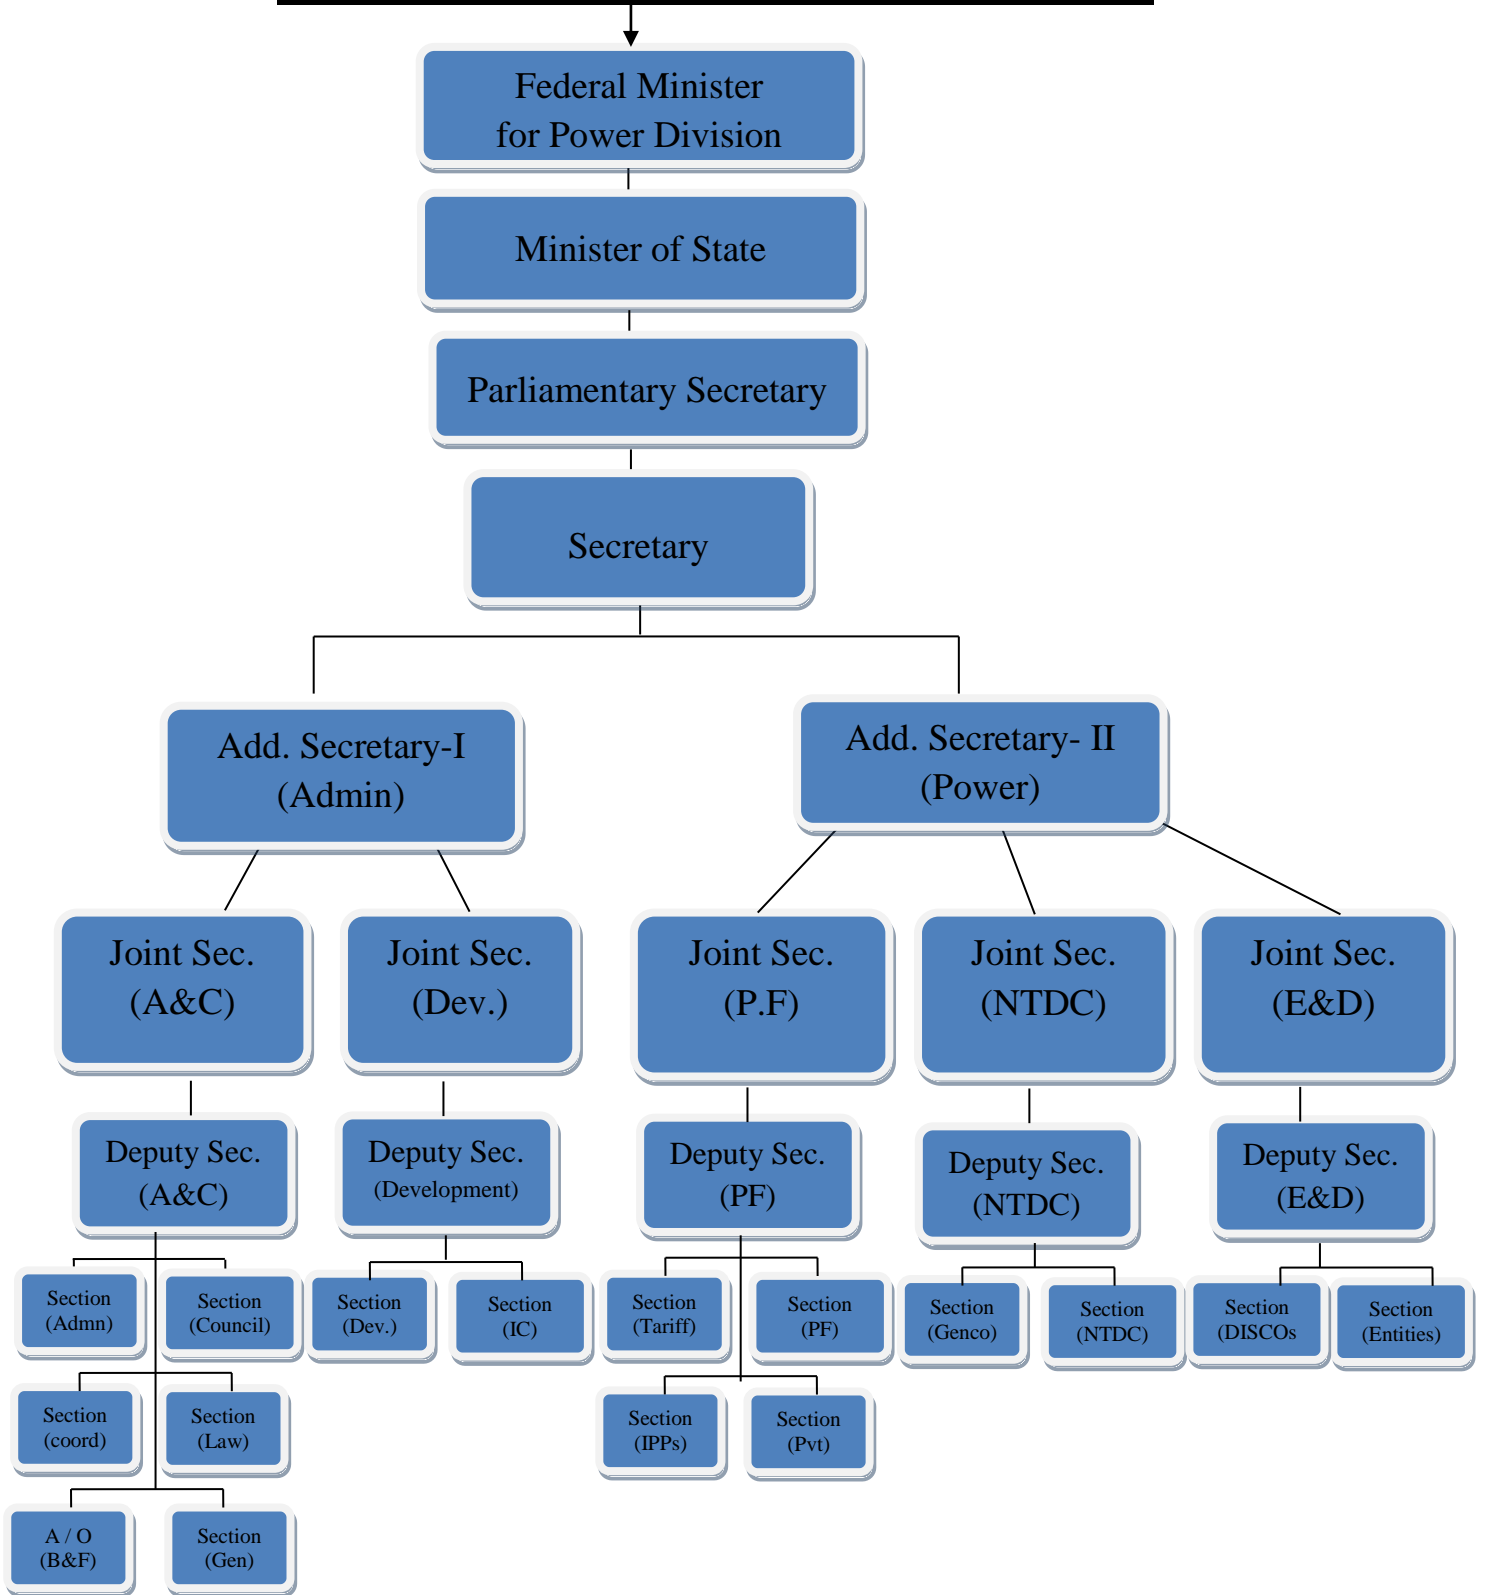 Federal Minister
for Power Division
Minister of State
Parliamentary Secretary
Secretary
Add. Secretary-I
(Admin)
Add. Secretary- II
(Power)
Joint Sec.
(A&C)
Joint Sec.
(Dev.)
Joint Sec.
(P.F)
Joint Sec.
(NTDC)
Joint Sec.
(E&D)
Deputy Sec.
(A&C)
Deputy Sec.
(Development)
Deputy Sec.
(PF)
Deputy Sec.
(NTDC)
Deputy Sec.
(E&D)
Section
(Admn)
Section
(Council)
Section
(Dev.)
Section
(IC)
Section
(Tariff)
Section
(PF)
Section
(Genco)
Section
(NTDC)
Section
(DISCOs
Section
(Entities)
Section
(coord)
Section
(Law)
Section
(IPPs)
Section
(Pvt)
A / O
(B&F)
Section
(Gen)